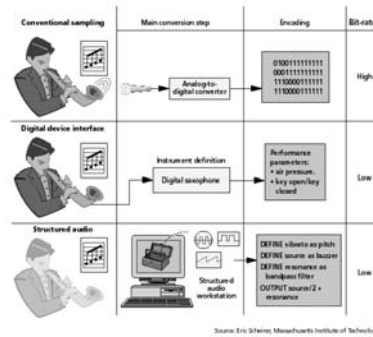 Conventional sampling
Main conversion step
Encoding
Bit-rate
Analog-to-
digital converter
0100111111111
0001111111111
1110000111111
1110000111111
High
Digital device interface
Instrument definition
Digital saxophone
Performance
parameters:
• air pressure.
• key open/key
closed
Low
Structured audio
Structured
audio
workstation
DEFINE vibrato as pitch
DEFINE source as buzzer
DEFINE resonance as
bandpass filter
OUTPUT source/2 +
resonance
Low
Source: Eric Scheirer, Massachusetts Institute of Technolo